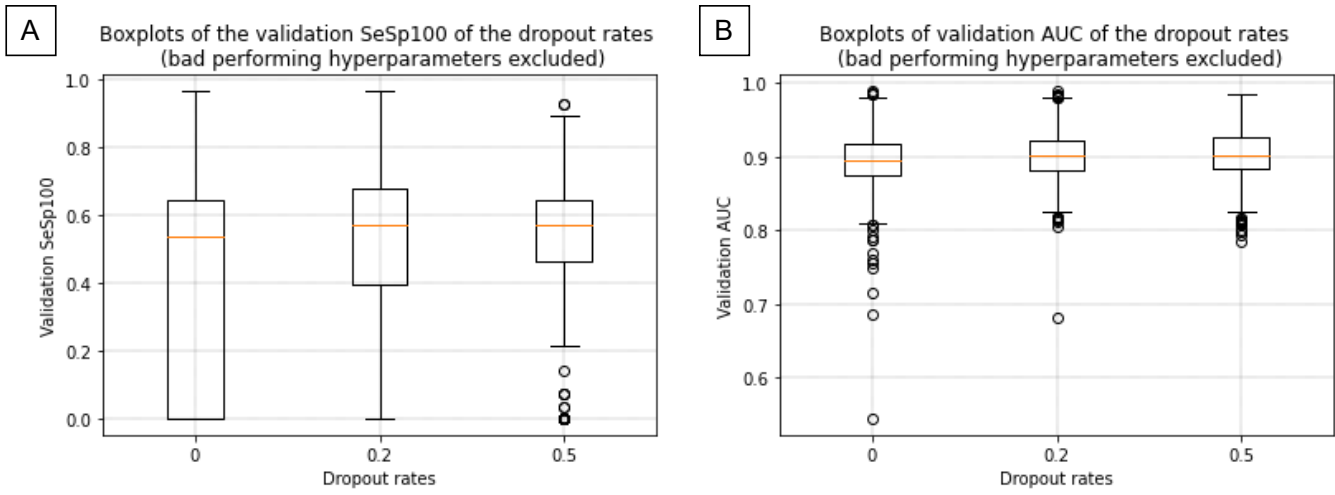 A
Boxplots of the validation SeSp100 of the dropout rates
(bad performing hyperparameters excluded)
1.0
0.8
0.6
0.4
0.2
0.0
Validation SeSp100
0
0.2
0.5
Dropout rates
B
Boxplots of validation AUC of the dropout rates
(bad performing hyperparameters excluded)
1.0
0.9
0.8
0.7
0.6
Validation AUC
0
0.2
0.5
Dropout rates